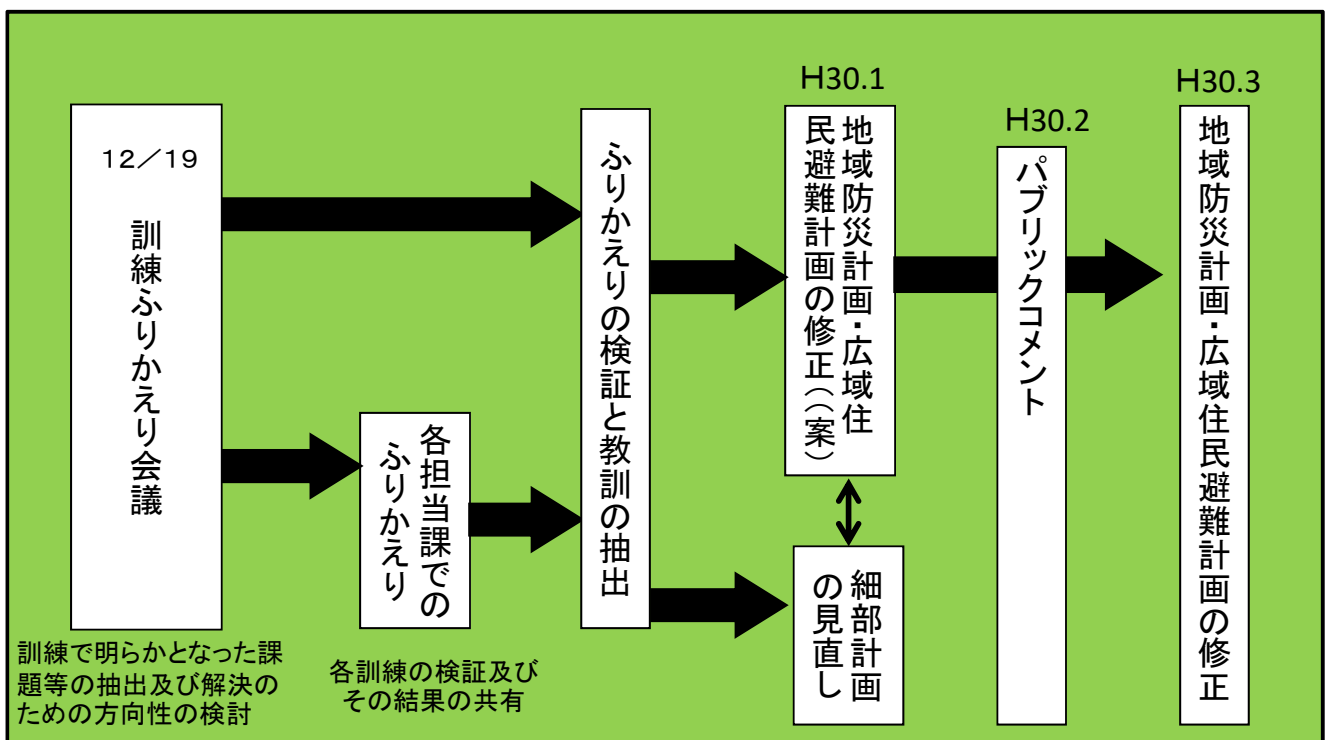 12／19
訓練ふりかえり会議
訓練で明らかとなった課
題等の抽出及び解決の
ための方向性の検討
各担当課での
ふりかえり
各訓練の検証及び
その結果の共有
ふりかえりの検証と教訓の抽出
H30.1
地域防災計画・広域住
民避難計画の修正（（案）
細部計画
の見直し
H30.2
パブリックコメント
H30.3
地域防災計画・広域住民避難計画の修正